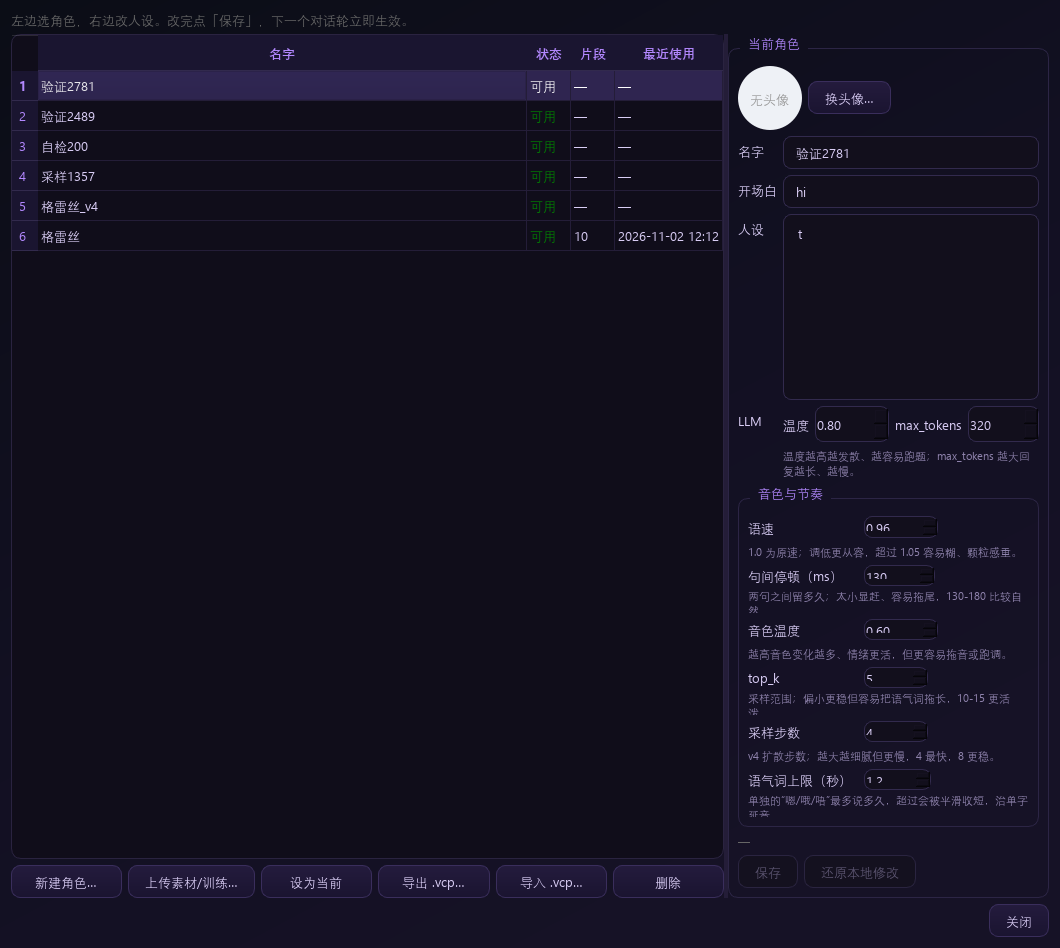 左边选角色，右边改人设。改完点「保存」，下一个对话轮立即生效。
名字 状态 片段 最近使用
1 验证2781 可用 — —
2 验证2489 可用 — —
3 自检200 可用 — —
4 采样1357 可用 — —
5 格雷丝_v4 可用 — —
6 格雷丝 可用 10 2026-11-02 12:12
新建角色... 上传素材/训练... 设为当前 导出 .vcp... 导入 .vcp... 删除
当前角色
无头像 换头像...
名字 验证2781
开场白 hi
人设 t
LLM 温度 0.80 max_tokens 320
温度越高越发散、越容易跑题；max_tokens 越大回
复越长、越慢。
音色与节奏
语速 0.96
1.0 为原速；调低更从容，超过 1.05 容易糊、颗粒感重。
句间停顿（ms） 130
两句之间留多久；太小显赶、容易拖尾，130-180 比较自
然
音色温度 0.60
越高音色变化越多、情绪更活，但更容易拖音或跑调。
top_k 5
采样范围；偏小更稳但容易把语气词拖长，10-15 更活
泼
采样步数 4
v4 扩散步数；越大越细腻但更慢，4 最快，8 更稳。
语气词上限（秒） 1.2
单独的“嗯/哦/唔”最多说多久，超过会被平滑收短，治单字
延音
—
保存 还原本地修改
关闭